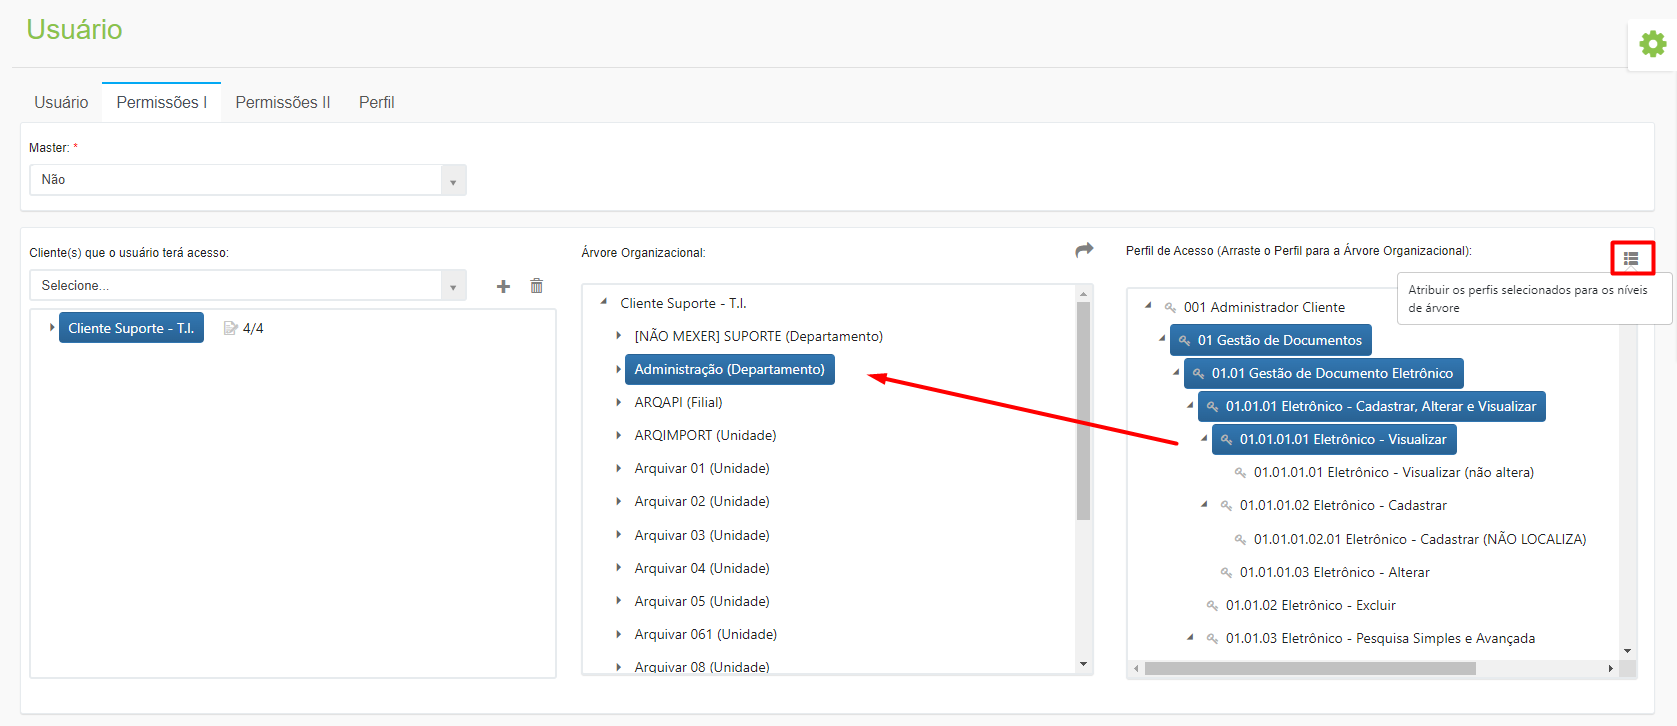 Usuário
Usuário
Permissões I
Permissões II
Perfil
Master: *
Não
Cliente(s) que o usuário terá acesso:
Selecione...
Cliente Suporte - T.I.
4/4
Árvore Organizacional:
Cliente Suporte - T.I.
[NÃO MEXER] SUPORTE (Departamento)
Administração (Departamento)
ARQAPI (Filial)
ARQIMPORT (Unidade)
Arquivar 01 (Unidade)
Arquivar 02 (Unidade)
Arquivar 03 (Unidade)
Arquivar 04 (Unidade)
Arquivar 05 (Unidade)
Arquivar 061 (Unidade)
Arquivar 08 (Unidade)
Perfil de Acesso (Arraste o Perfil para a Árvore Organizacional):
Atribuir os perfis selecionados para os níveis
de árvore
001 Administrador Cliente
01 Gestão de Documentos
01.01 Gestão de Documento Eletrônico
01.01.01 Eletrônico - Cadastrar, Alterar e Visualizar
01.01.01.01 Eletrônico - Visualizar
01.01.01.01 Eletrônico - Visualizar (não altera)
01.01.01.02 Eletrônico - Cadastrar
01.01.01.02.01 Eletrônico - Cadastrar (NÃO LOCALIZA)
01.01.01.03 Eletrônico - Alterar
01.01.02 Eletrônico - Excluir
01.01.03 Eletrônico - Pesquisa Simples e Avançada